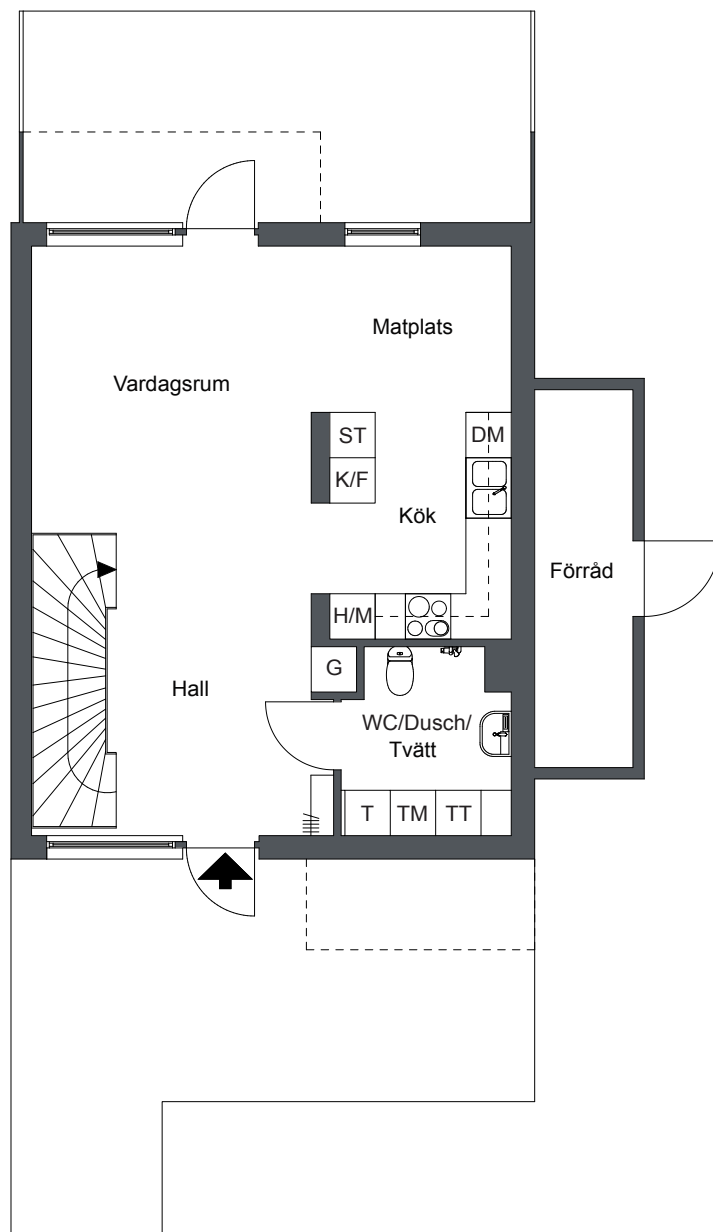 Matplats
Vardagsrum
ST
DM
K/F
Kök
Förråd
H/M
G
Hall
WC/Dusch/
Tvätt
T
TM
TT